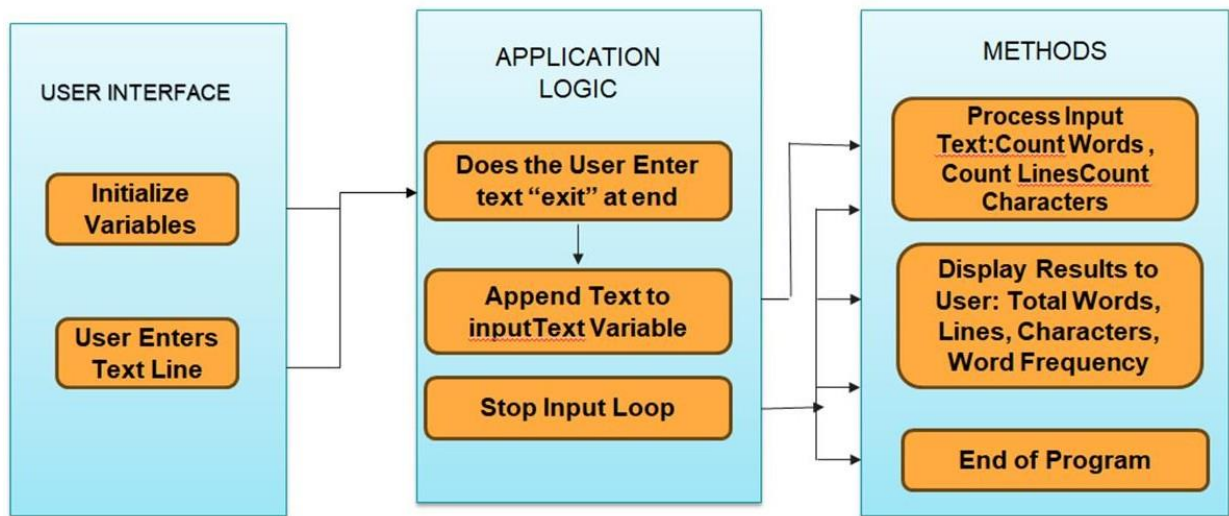 USER INTERFACE
Initialize
Variables
User Enters
Text Line
APPLICATION
LOGIC
Does the User Enter
text “exit” at end
Append Text to
inputText Variable
Stop Input Loop
METHODS
Process Input
Text:Count Words ,
Count LinesCount
Characters
Display Results to
User: Total Words,
Lines, Characters,
Word Frequency
End of Program